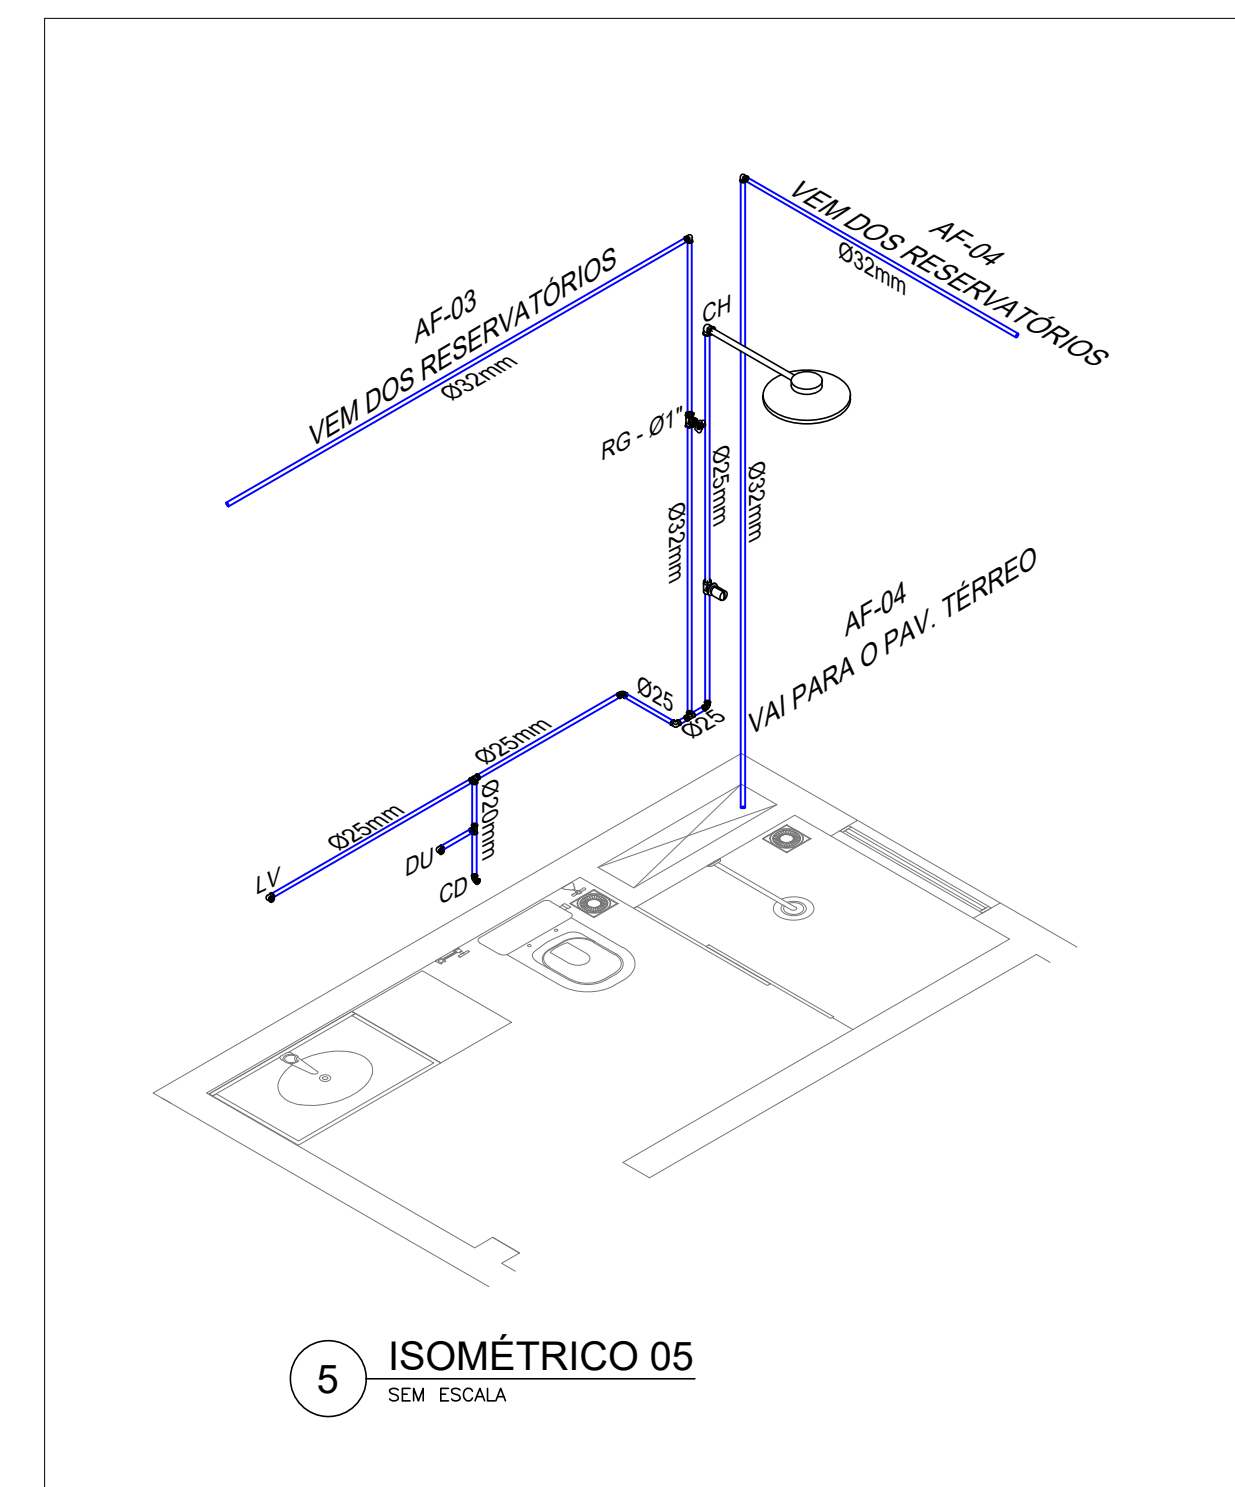 AF-04
VEM DOS RESERVATÓRIOS
Ø32mm
AF-03
VEM DOS RESERVATÓRIOS
Ø32mm
CH
RG - Ø1"
Ø25mm
Ø32mm
Ø32mm
AF-04
VAI PARA O PAV. TÉRREO
Ø25
Ø25
Ø25mm
Ø20mm
Ø25mm
DU
LV
CD
5
ISOMÉTRICO 05
SEM ESCALA